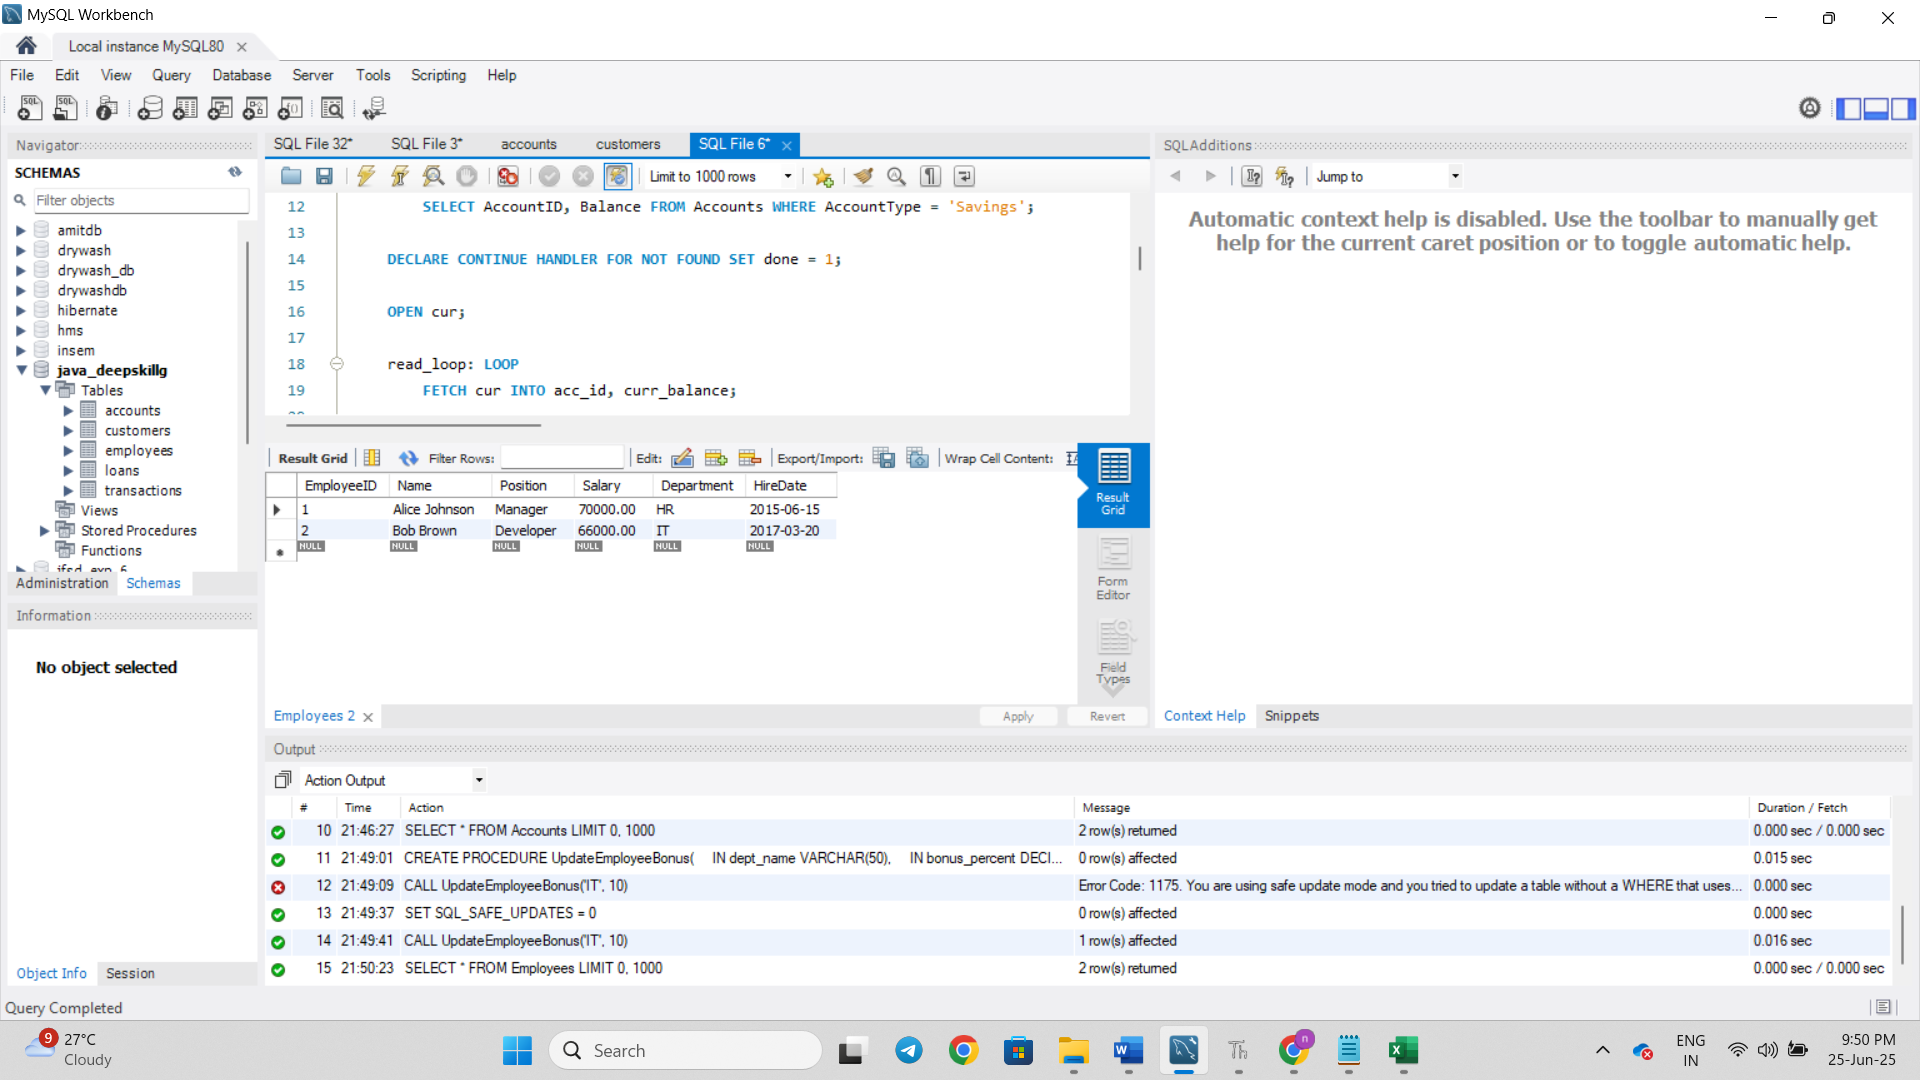 MySQL Workbench
Local instance MySQL80
File Edit View Query Database Server Tools Scripting Help
Navigator
SCHEMAS
Filter objects
amitdb
drywash
drywash_db
drywashdb
hibernate
hms
insem
java_deepskillg
Tables
accounts
customers
employees
loans
transactions
Views
Stored Procedures
Functions
jfsd_exp_6
Administration Schemas
Information
No object selected
Object Info Session
SQL File 32* SQL File 3* accounts customers SQL File 6*
Limit to 1000 rows
12 SELECT AccountID, Balance FROM Accounts WHERE AccountType = 'Savings';
13
14 DECLARE CONTINUE HANDLER FOR NOT FOUND SET done = 1;
15
16 OPEN cur;
17
18 read_loop: LOOP
19 FETCH cur INTO acc_id, curr_balance;
Result Grid Filter Rows: Edit: Export/Import: Wrap Cell Content:
EmployeeID Name Position Salary Department HireDate
1 Alice Johnson Manager 70000.00 HR 2015-06-15
2 Bob Brown Developer 66000.00 IT 2017-03-20
NULL NULL NULL NULL NULL NULL
Result Grid
Form Editor
Field Types
Employees 2
Apply Revert
SQLAdditions
Jump to
Automatic context help is disabled. Use the toolbar to manually get
help for the current caret position or to toggle automatic help.
Context Help Snippets
Output
Action Output
# Time Action Message Duration / Fetch
10 21:46:27 SELECT * FROM Accounts LIMIT 0, 1000 2 row(s) returned 0.000 sec / 0.000 sec
11 21:49:01 CREATE PROCEDURE UpdateEmployeeBonus( IN dept_name VARCHAR(50), IN bonus_percent DECI... 0 row(s) affected 0.015 sec
12 21:49:09 CALL UpdateEmployeeBonus('IT', 10) Error Code: 1175. You are using safe update mode and you tried to update a table without a WHERE that uses... 0.000 sec
13 21:49:37 SET SQL_SAFE_UPDATES = 0 0 row(s) affected 0.000 sec
14 21:49:41 CALL UpdateEmployeeBonus('IT', 10) 1 row(s) affected 0.016 sec
15 21:50:23 SELECT * FROM Employees LIMIT 0, 1000 2 row(s) returned 0.000 sec / 0.000 sec
Query Completed
9
27°C
Cloudy
Search
ENG
IN
9:50 PM
25-Jun-25